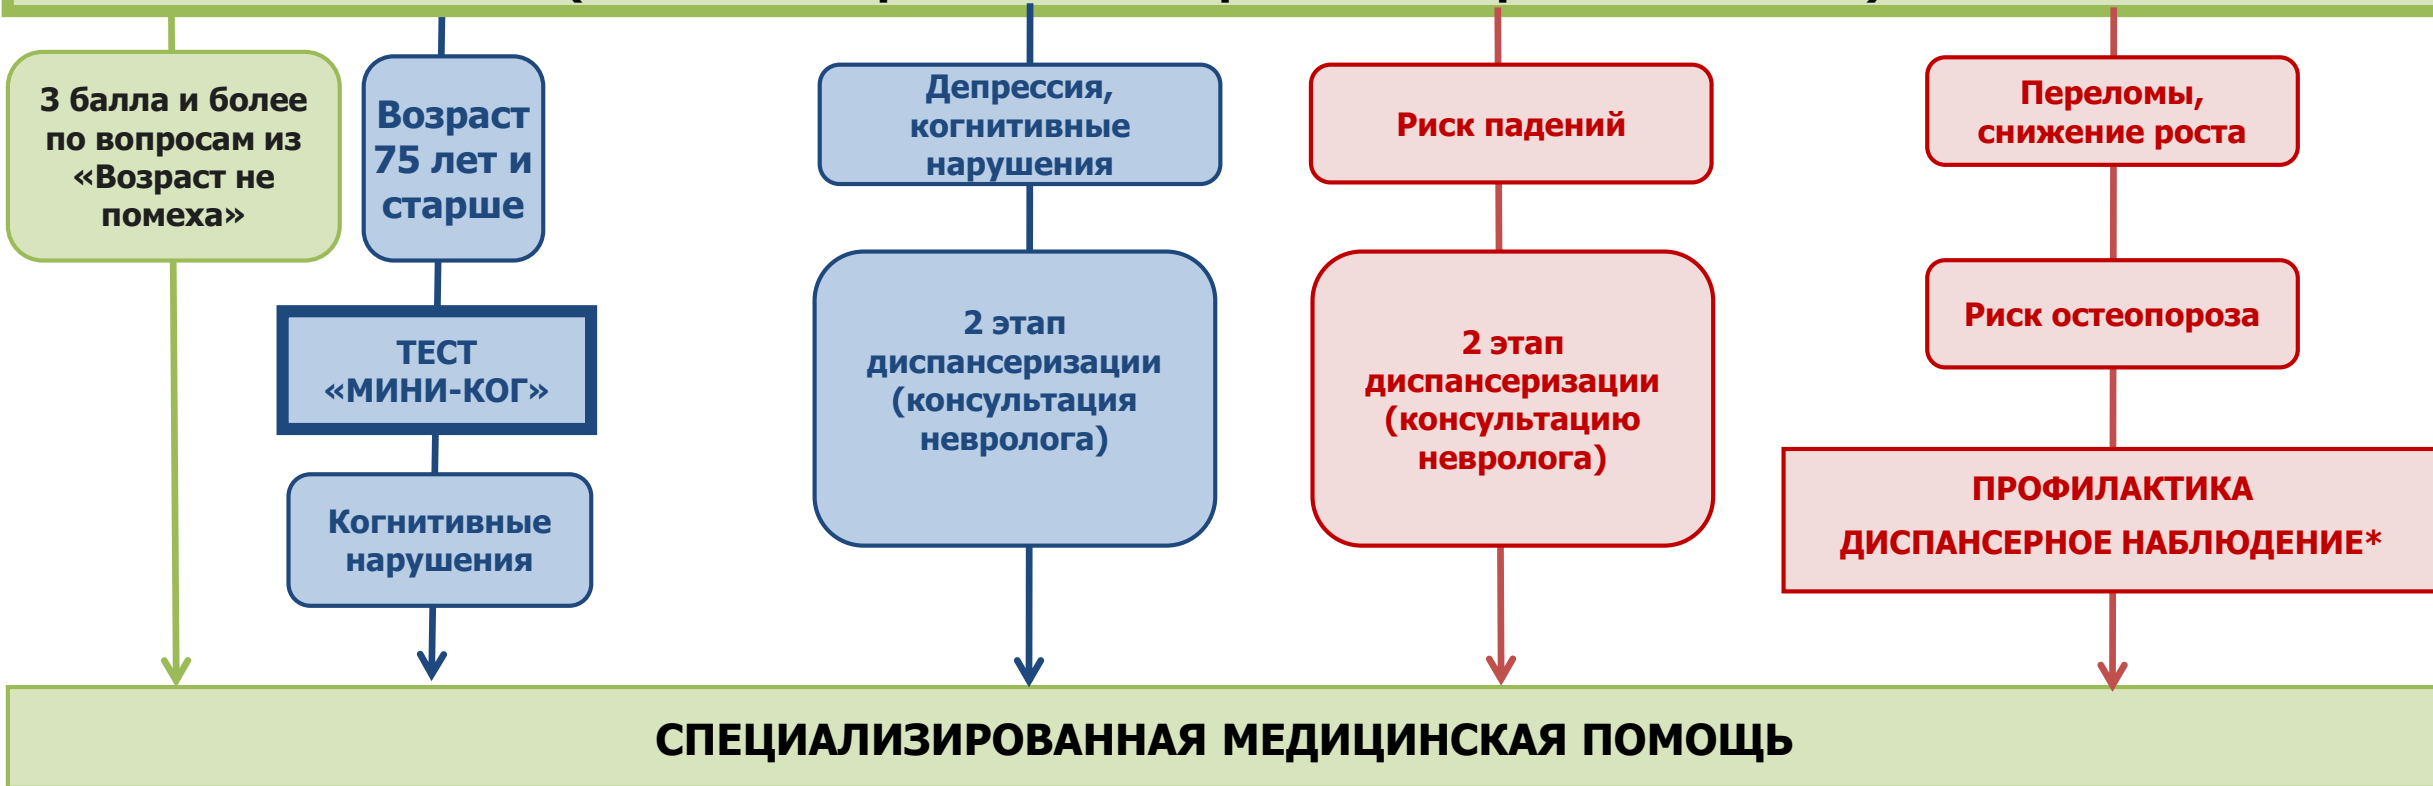 3 балла и более
по вопросам из
«Возраст не
помеха»
Возраст
75 лет и
старше
ТЕСТ
«МИНИ-КОГ»
Когнитивные
нарушения
Депрессия,
когнитивные
нарушения
2 этап
диспансеризации
(консультация
невролога)
Риск падений
2 этап
диспансеризации
(консультацию
невролога)
Переломы,
снижение роста
Риск остеопороза
ПРОФИЛАКТИКА
ДИСПАНСЕРНОЕ НАБЛЮДЕНИЕ*
СПЕЦИАЛИЗИРОВАННАЯ МЕДИЦИНСКАЯ ПОМОЩЬ